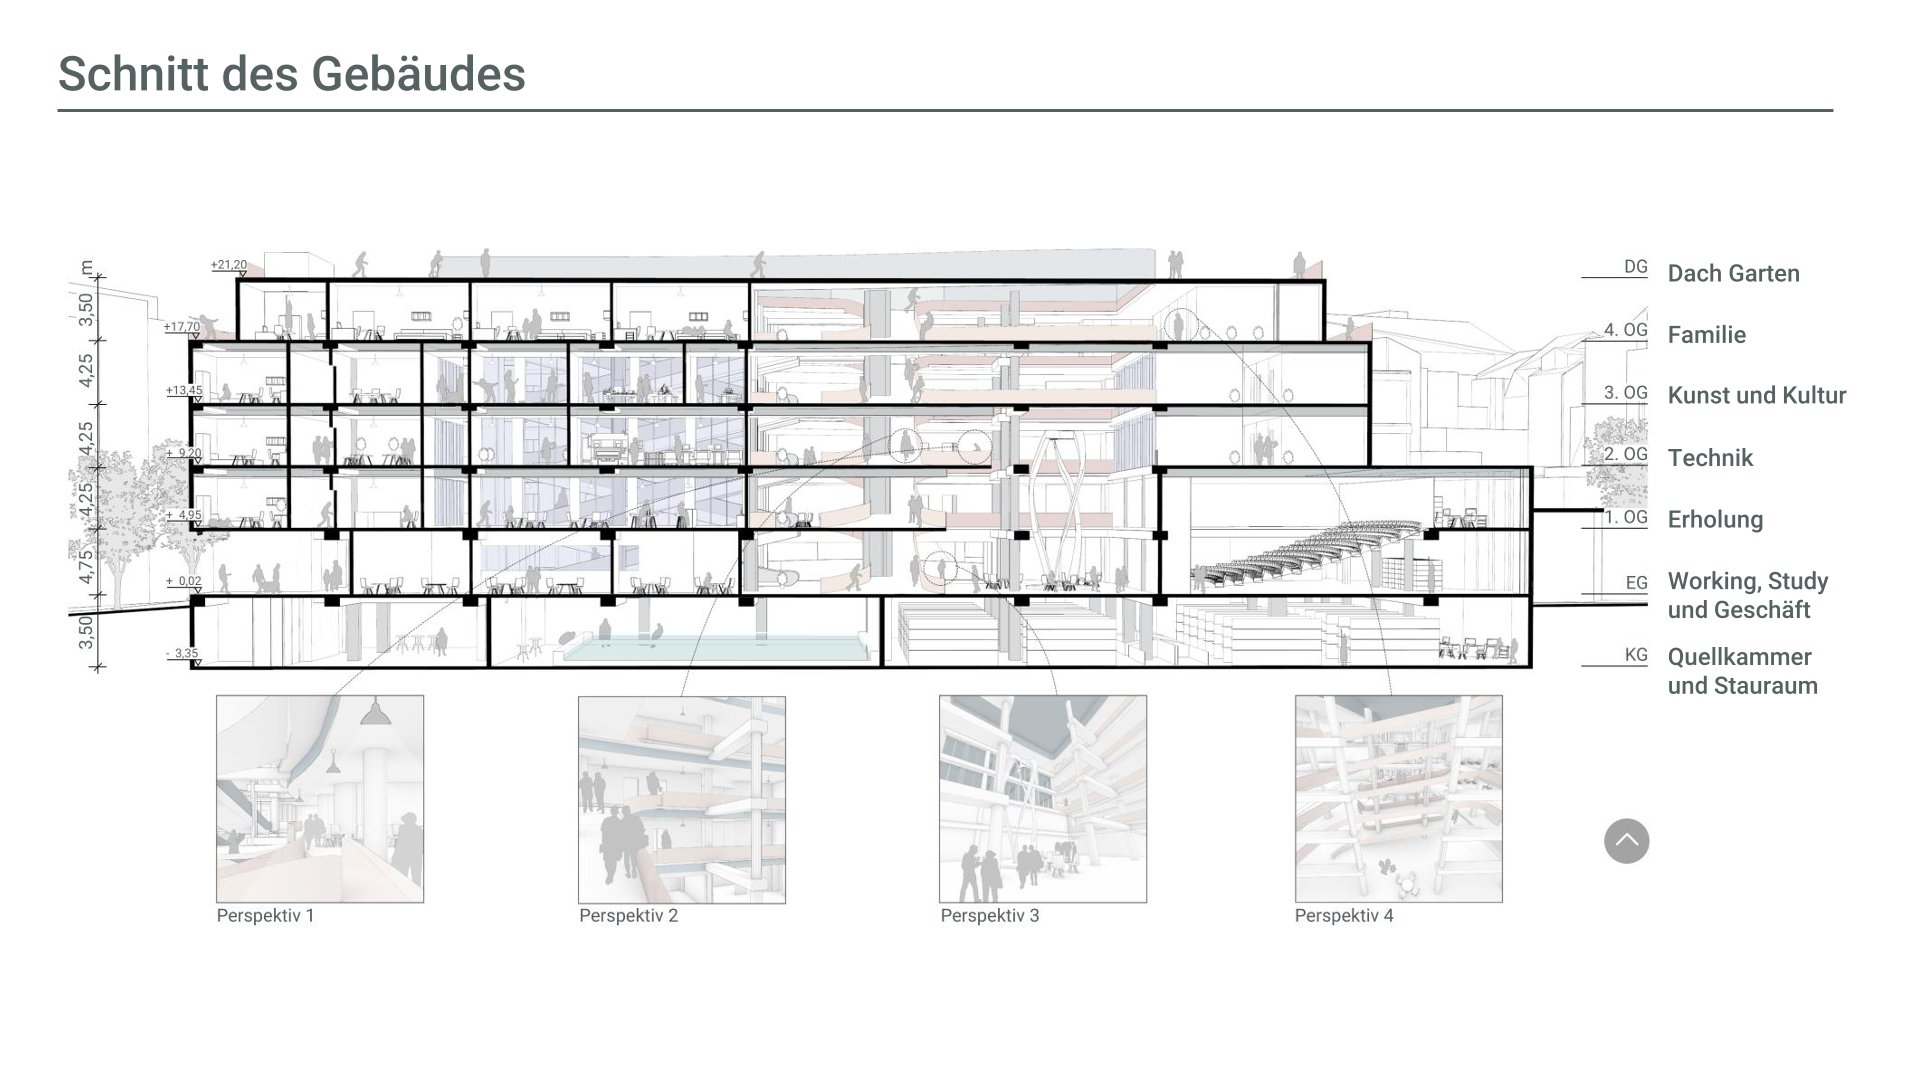 Schnitt des Gebäudes
m
3,50
4,25
4,25
4,25
4,75
3,50
+21,20
+17,70
+13,45
+ 9,20
+ 4,95
+ 0,02
- 3,35
DG Dach Garten
4. OG Familie
3. OG Kunst und Kultur
2. OG Technik
1. OG Erholung
EG Working, Study
und Geschäft
KG Quellkammer
und Stauraum
Perspektiv 1
Perspektiv 2
Perspektiv 3
Perspektiv 4